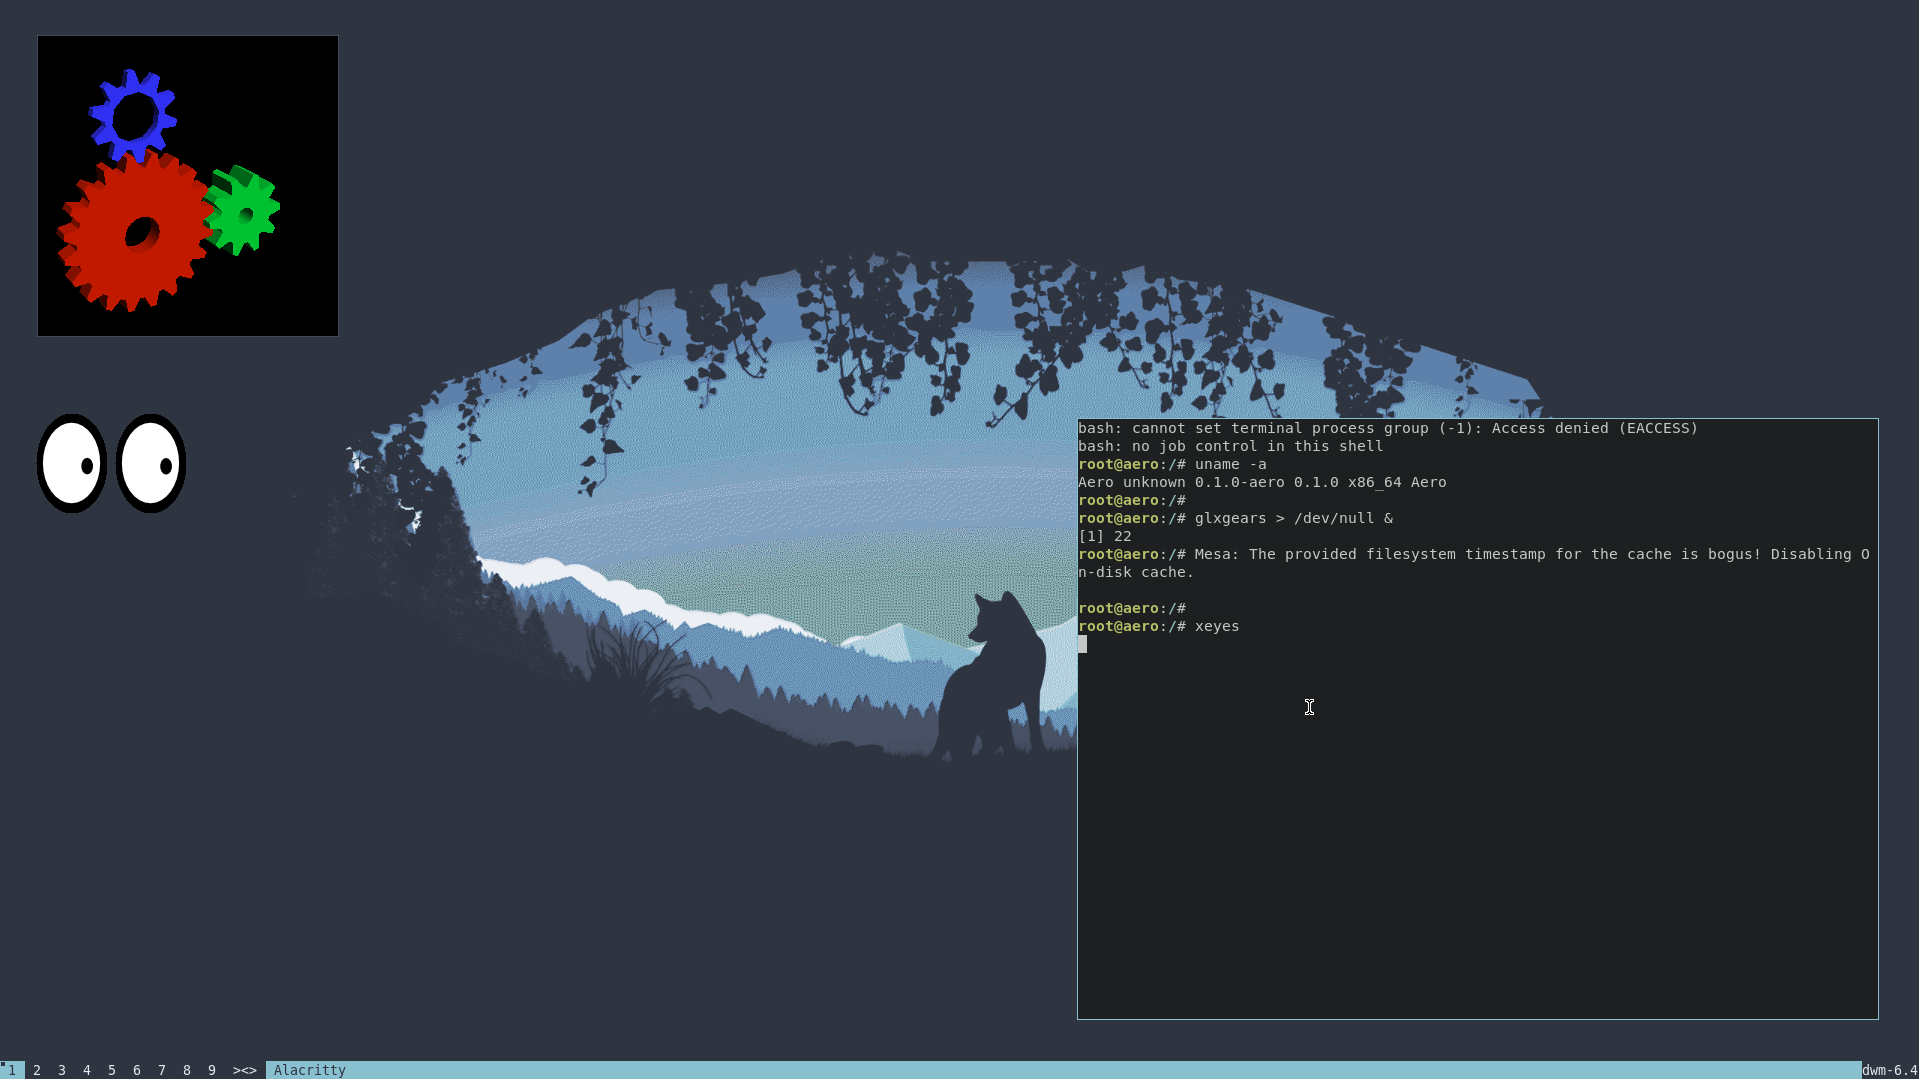 bash: cannot set terminal process group (-1): Access denied (EACCESS)
bash: no job control in this shell
root@aero:/# uname -a
Aero unknown 0.1.0-aero 0.1.0 x86_64 Aero
root@aero:/#
root@aero:/# glxgears > /dev/null &
[1] 22
root@aero:/# Mesa: The provided filesystem timestamp for the cache is bogus! Disabling O
n-disk cache.
root@aero:/#
root@aero:/# xeyes
1 2 3 4 5 6 7 8 9 ><> Alacritty dwm-6.4